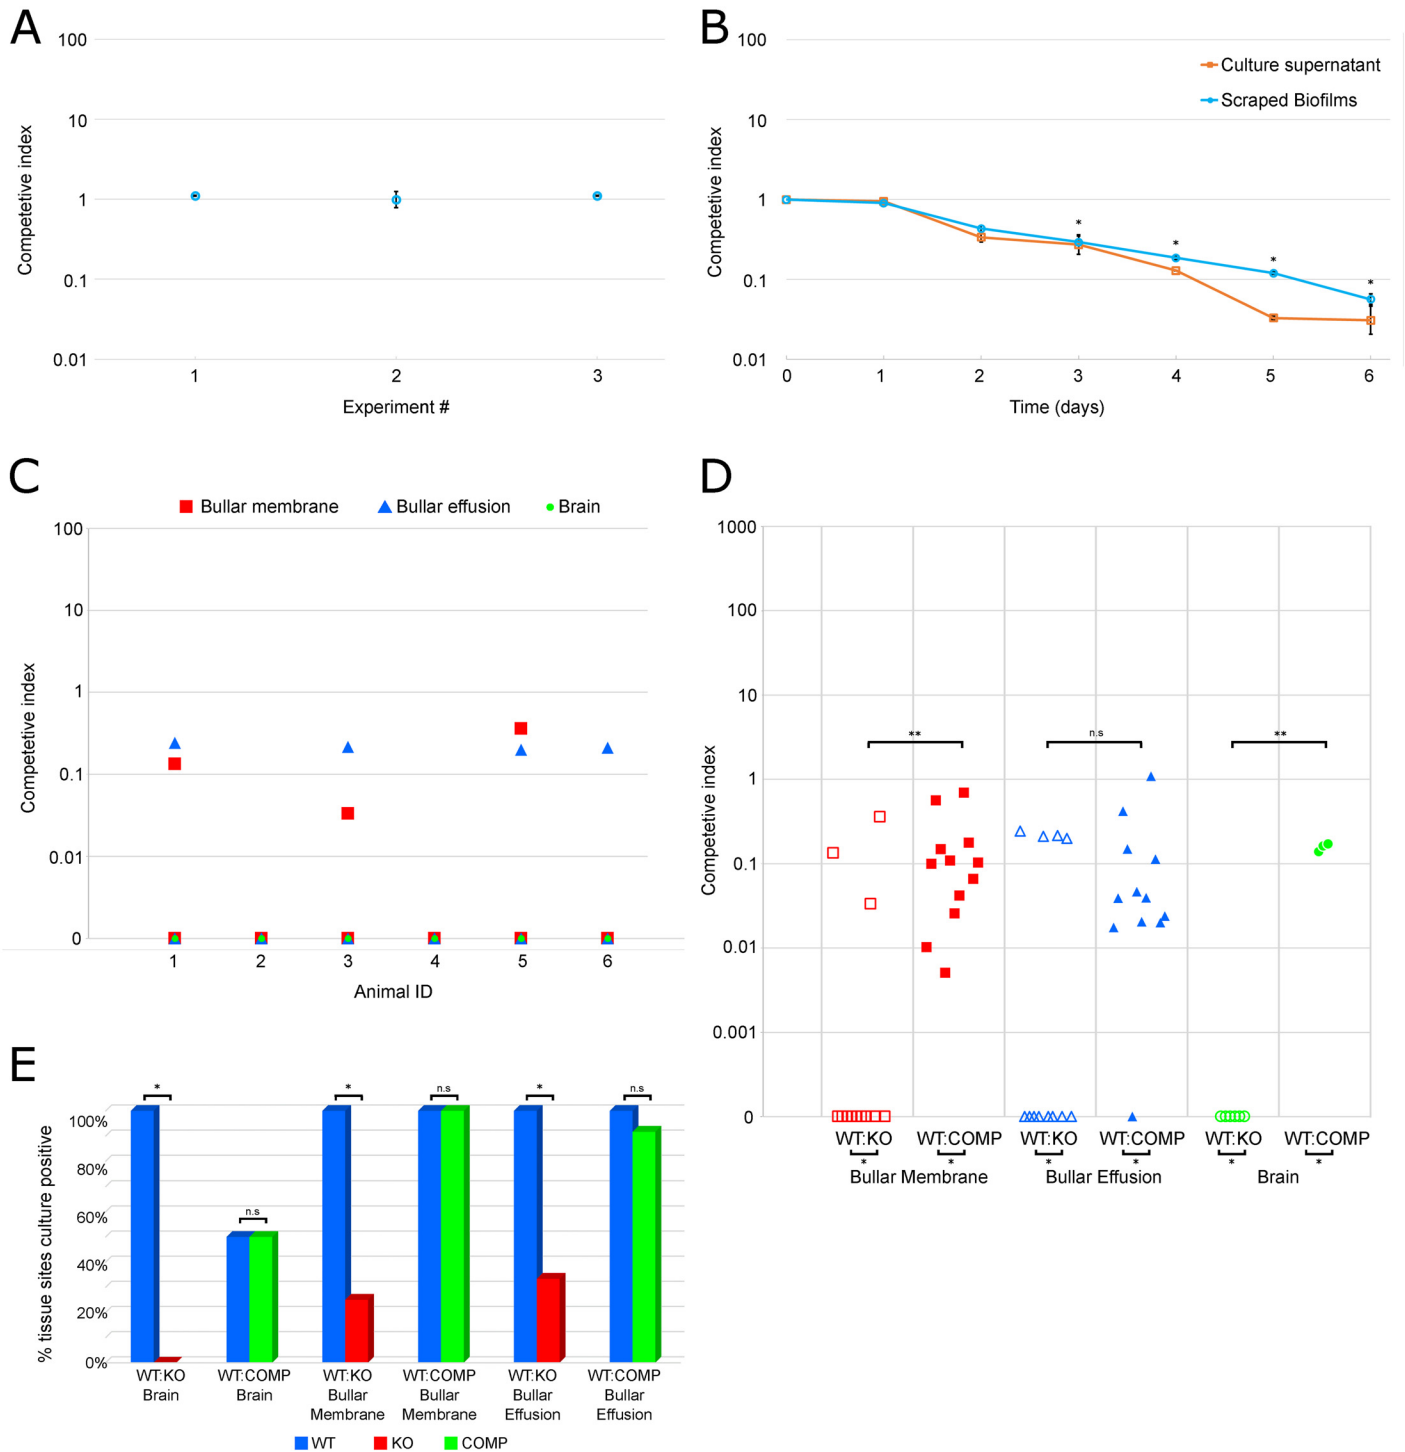 A
100
10
1
0.1
0.01
Competetive index
1 2 3
Experiment #
B
100
10
1
0.1
0.01
Competetive index
Culture supernatant
Scraped Biofilms
* * * *
0 1 2 3 4 5 6
Time (days)
C
Bullar membrane Bullar effusion Brain
100
10
1
0.1
0.01
0
Competetive index
1 2 3 4 5 6
Animal ID
D
1000
100
10
1
0.1
0.01
0.001
0
Competetive index
** n.s **
WT:KO WT:COMP WT:KO WT:COMP WT:KO WT:COMP
* * * * * *
Bullar Membrane Bullar Effusion Brain
E
% tissue sites culture positive
100%
80%
60%
40%
20%
0%
* n.s * n.s * n.s
WT:KO WT:COMP WT:KO WT:COMP WT:KO WT:COMP
Brain Brain Bullar Bullar Bullar Bullar
Membrane Membrane Effusion Effusion
WT KO COMP